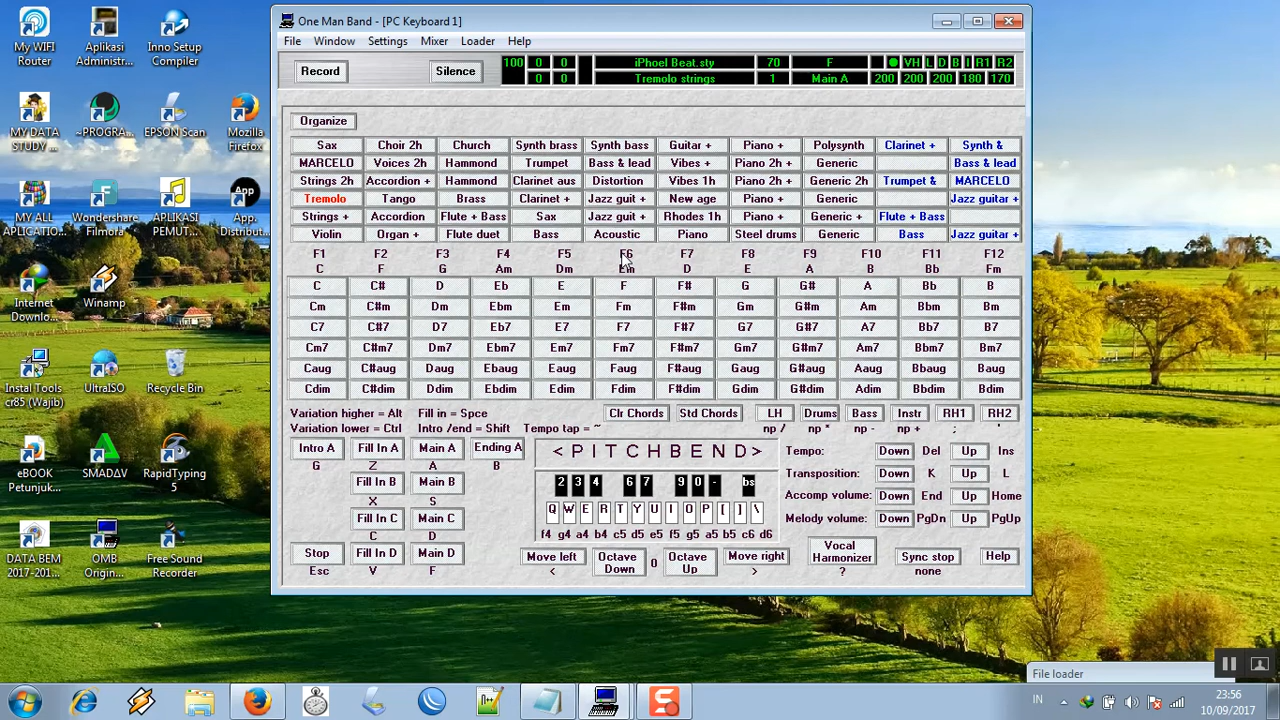 My WIFI Router
Aplikasi Administr...
Inno Setup Compiler
MY DATA STUDY ...
~PROGRA...
EPSON Scan
Mozilla Firefox
MY ALL APLICATIO...
Wondershare Filmora
APLIKASI PEMUT...
App. Distribut...
Internet Downlo...
Winamp
Instal Tools cr85 (Wajib)
UltraISO
Recycle Bin
eBOOK Petunjuk...
SMADΔV
RapidTyping 5
DATA BEM 2017-201...
OMB Origin...
Free Sound Recorder
One Man Band - [PC Keyboard 1]
File Window Settings Mixer Loader Help
Record
Silence
100 0 0 iPhoel Beat.sty 70 F VH L D B I R1 R2
0 0 Tremolo strings 1 Main A 200 200 200 180 170
Organize
Sax Choir 2h Church Synth brass Synth bass Guitar + Piano + Polysynth Clarinet + Synth &
MARCELO Voices 2h Hammond Trumpet Bass & lead Vibes + Piano 2h + Generic Bass & lead
Strings 2h Accordion + Hammond Clarinet aus Distortion Vibes 1h Piano 2h + Generic 2h Trumpet & MARCELO
Tremolo Tango Brass Clarinet + Jazz guit + New age Piano + Generic Jazz guitar +
Strings + Accordion Flute + Bass Sax Jazz guit + Rhodes 1h Piano + Generic + Flute + Bass
Violin Organ + Flute duet Bass Acoustic Piano Steel drums Generic Bass Jazz guitar +
F1 F2 F3 F4 F5 F6 F7 F8 F9 F10 F11 F12
C F G Am Dm Em D E A B Bb Fm
C C# D Eb E F F# G G# A Bb B
Cm C#m Dm Ebm Em Fm F#m Gm G#m Am Bbm Bm
C7 C#7 D7 Eb7 E7 F7 F#7 G7 G#7 A7 Bb7 B7
Cm7 C#m7 Dm7 Ebm7 Em7 Fm7 F#m7 Gm7 G#m7 Am7 Bbm7 Bm7
Caug C#aug Daug Ebaug Eaug Faug F#aug Gaug G#aug Aaug Bbaug Baug
Cdim C#dim Ddim Ebdim Edim Fdim F#dim Gdim G#dim Adim Bbdim Bdim
Variation higher = Alt Fill in = Spce
Variation lower = Ctrl Intro /end = Shift Tempo tap = ~
Clr Chords Std Chords LH Drums Bass Instr RH1 RH2
np / np * np - np + ; '
Intro A Fill In A Main A Ending A
G Z A B
Fill In B Main B
X S
Fill In C Main C
C D
Stop Fill In D Main D
Esc V F
< P I T C H B E N D >
2 3 4 6 7 9 0 - bs
Q W E R T Y U I O P [ ] \
f4 g4 a4 b4 c5 d5 e5 f5 g5 a5 b5 c6 d6
Move left Octave Down 0 Octave Up Move right
< >
Tempo: Down Del Up Ins
Transposition: Down K Up L
Accomp volume: Down End Up Home
Melody volume: Down PgDn Up PgUp
Vocal Harmonizer
?
Sync stop
none
Help
File loader
IN
23:56
10/09/2017